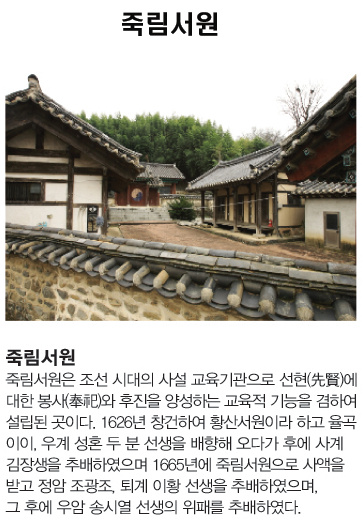 죽림서원
죽림서원
죽림서원은 조선 시대의 사설 교육기관으로 선현(先賢)에
대한 봉사(奉祀)와 후진을 양성하는 교육적 기능을 겸하여
설립된 곳이다. 1626년 창건하여 황산서원이라 하고 율곡
이이, 우계 성혼 두 분 선생을 배향해 오다가 후에 사계
김장생을 추배하였으며 1665년에 죽림서원으로 사액을
받고 정암 조광조, 퇴계 이황 선생을 추배하였으며,
그 후에 우암 송시열 선생의 위패를 추배하였다.